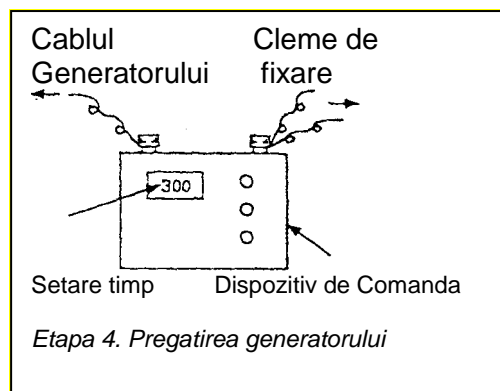 Cablul Generatorului
Cleme de fixare
300
Setare timp
Dispozitiv de Comanda
Etapa 4. Pregatirea generatorului